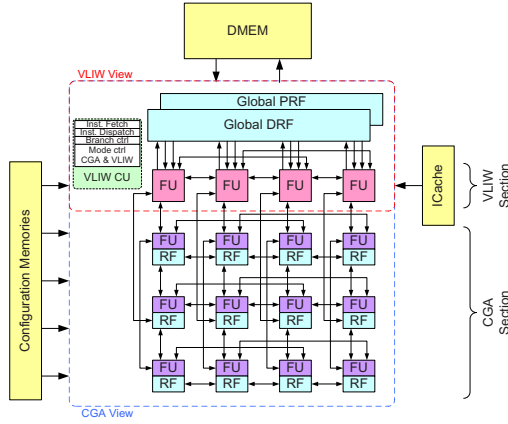 DMEM
VLIW View
Global PRF
Global DRF
Inst. Fetch
Inst. Dispatch
Branch ctrl
Mode ctrl
CGA & VLIW
VLIW CU
FU FU FU FU
ICache
VLIW
Section
Configuration Memories
FU FU FU FU
RF RF RF RF
FU FU FU FU
RF RF RF RF
FU FU FU FU
RF RF RF RF
CGA
Section
CGA View